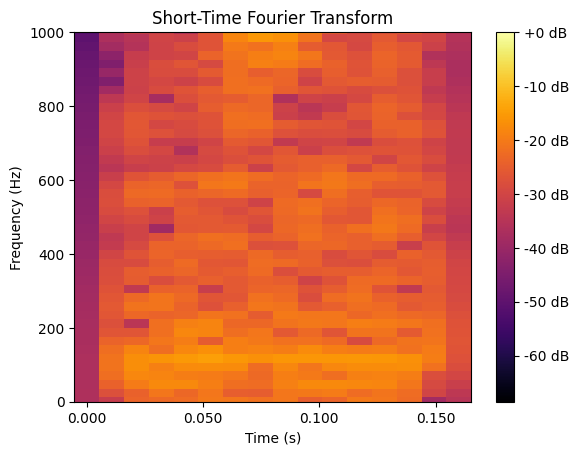 Short-Time Fourier Transform
1000
800
600
400
200
0
Frequency (Hz)
0.000
0.050
0.100
0.150
Time (s)
+0 dB
-10 dB
-20 dB
-30 dB
-40 dB
-50 dB
-60 dB